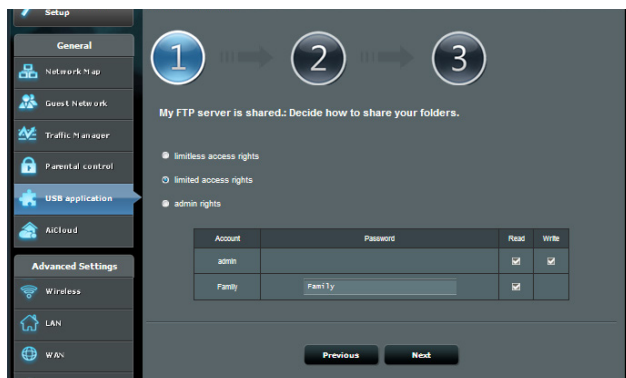 Setup
General
Network Map
Guest Network
Traffic Manager
Parental control
USB application
AiCloud
Advanced Settings
Wireless
LAN
WAN
1 2 3
My FTP server is shared.: Decide how to share your folders.
limitless access rights
limited access rights
admin rights
Account Password Read Write
admin
Family Family
Previous Next